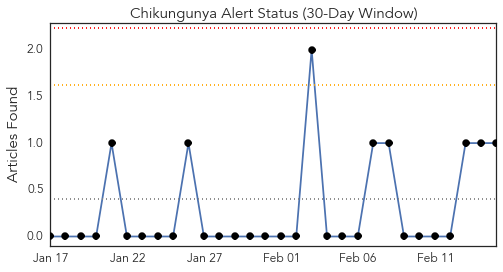 Chikungunya Alert Status (30-Day Window)
Articles Found
2.0
1.5
1.0
0.5
0.0
Jan 17 Jan 22 Jan 27 Feb 01 Feb 06 Feb 11